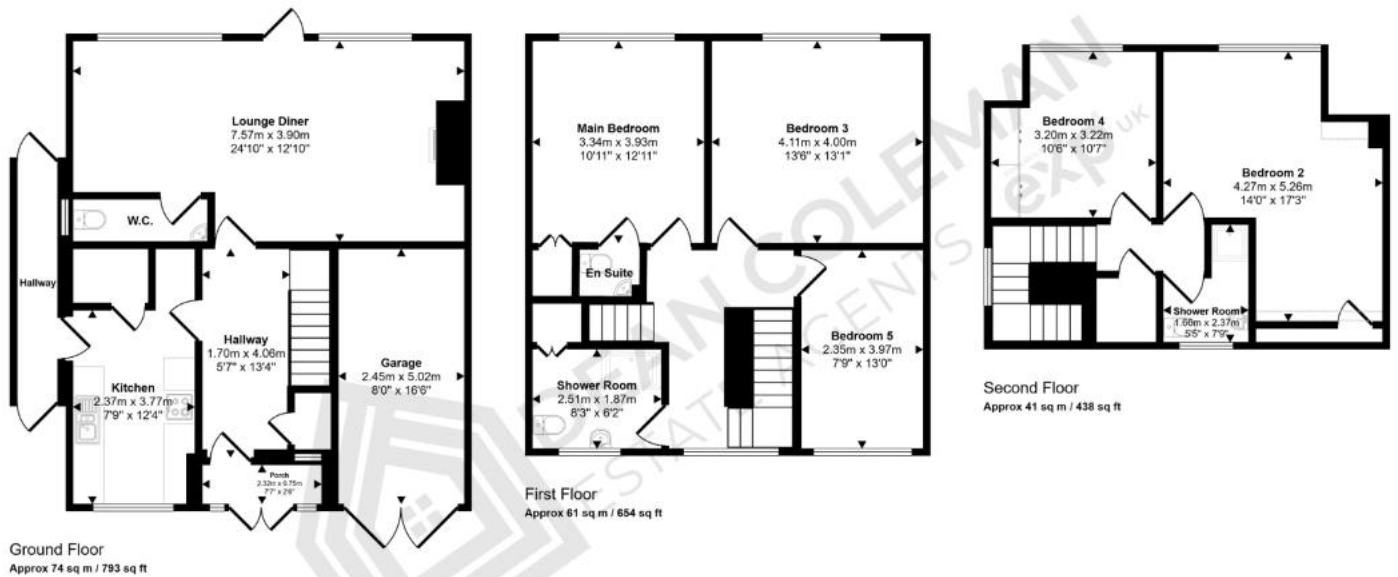 Lounge Diner
7.57m x 3.90m
24'10" x 12'10"
W.C.
Hallway
Hallway
1.70m x 4.06m
5'7" x 13'4"
Garage
2.45m x 5.02m
8'0" x 16'6"
Kitchen
2.37m x 3.77m
7'9" x 12'4"
Porch
2.32m x 0.75m
7'7" x 2'6"
Ground Floor
Approx 74 sq m / 793 sq ft
Main Bedroom
3.34m x 3.93m
10'11" x 12'11"
Bedroom 3
4.11m x 4.00m
13'6" x 13'1"
En Suite
Bedroom 5
2.35m x 3.97m
7'9" x 13'0"
Shower Room
2.51m x 1.87m
8'3" x 6'2"
First Floor
Approx 61 sq m / 654 sq ft
Bedroom 4
3.20m x 3.22m
10'6" x 10'7"
Bedroom 2
4.27m x 5.26m
14'0" x 17'3"
Shower Room
1.66m x 2.37m
5'5" x 7'9"
Second Floor
Approx 41 sq m / 438 sq ft
DEAN COLEMAN
ESTATE AGENTS
exp UK